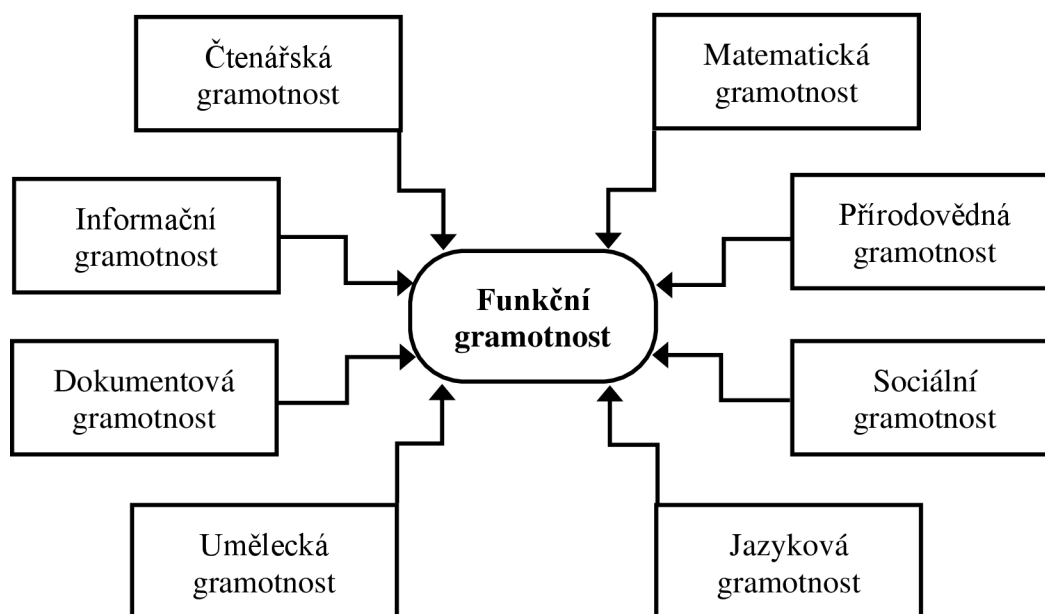 Čtenářská
gramotnost
Matematická
gramotnost
Informační
gramotnost
Přírodovědná
gramotnost
Funkční
gramotnost
Dokumentová
gramotnost
Sociální
gramotnost
Umělecká
gramotnost
Jazyková
gramotnost